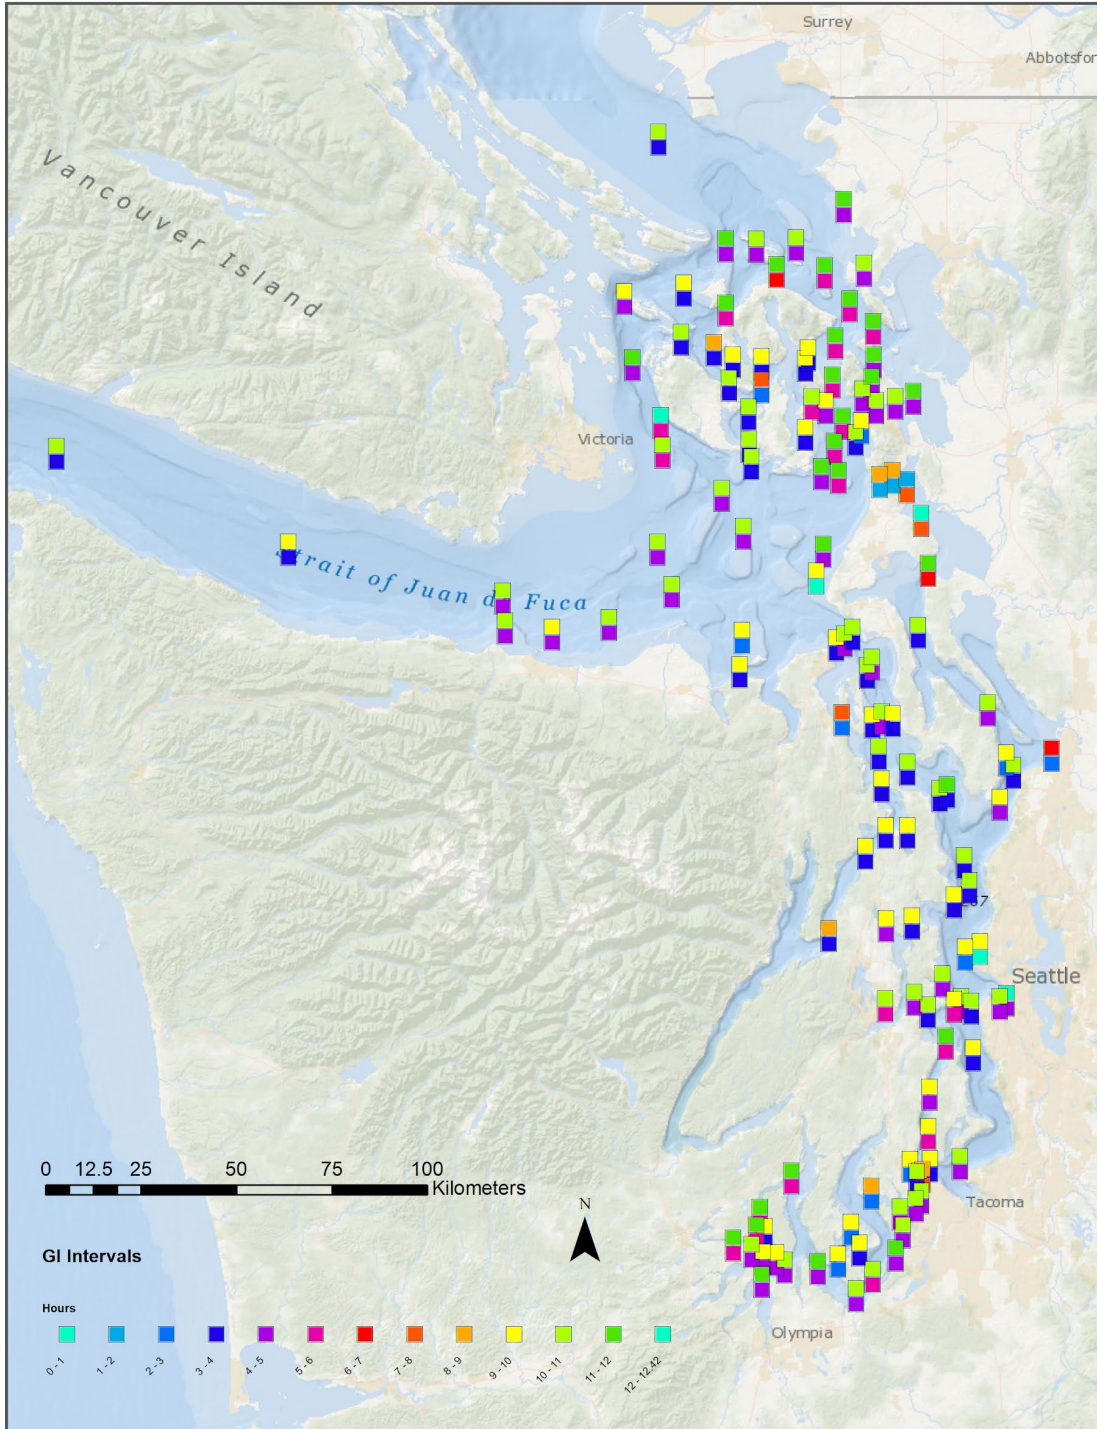 Surrey
Abbotsfor
Vancouver Island
Victoria
Strait of Juan de Fuca
Seattle
0 12.5 25 50 75 100
Kilometers
N
Tacoma
GI Intervals
Hours
0 - 1 1 - 2 2 - 3 3 - 4 4 - 5 5 - 6 6 - 7 7 - 8 8 - 9 9 - 10 10 - 11 11 - 12 12 - 12.42
Olympia